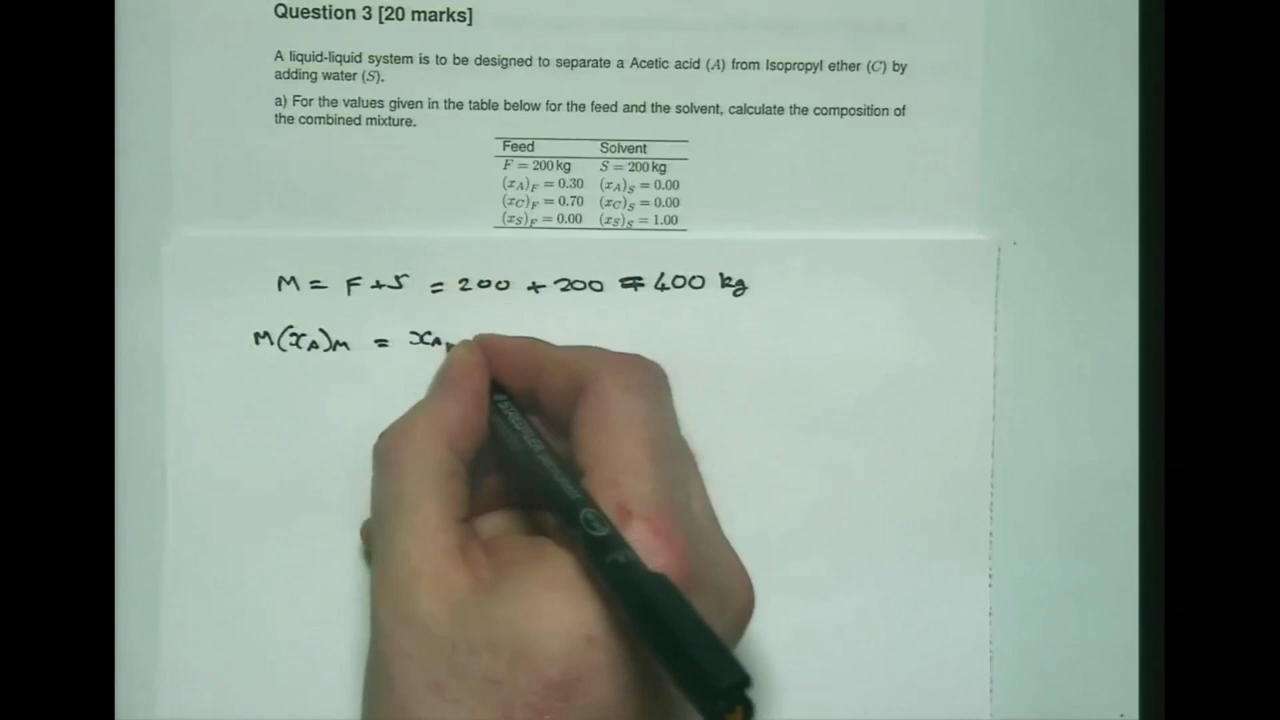 Question 3 [20 marks]
A liquid-liquid system is to be designed to separate a Acetic acid (A) from Isopropyl ether (C) by
adding water (S).
a) For the values given in the table below for the feed and the solvent, calculate the composition of
the combined mixture.
Feed Solvent
F = 200 kg S = 200 kg
(x_A)_F = 0.30 (x_A)_S = 0.00
(x_C)_F = 0.70 (x_C)_S = 0.00
(x_S)_F = 0.00 (x_S)_S = 1.00
M = F + S = 200 + 200 = 400 kg
M(x_A)_M = x_A
STAEDTLER